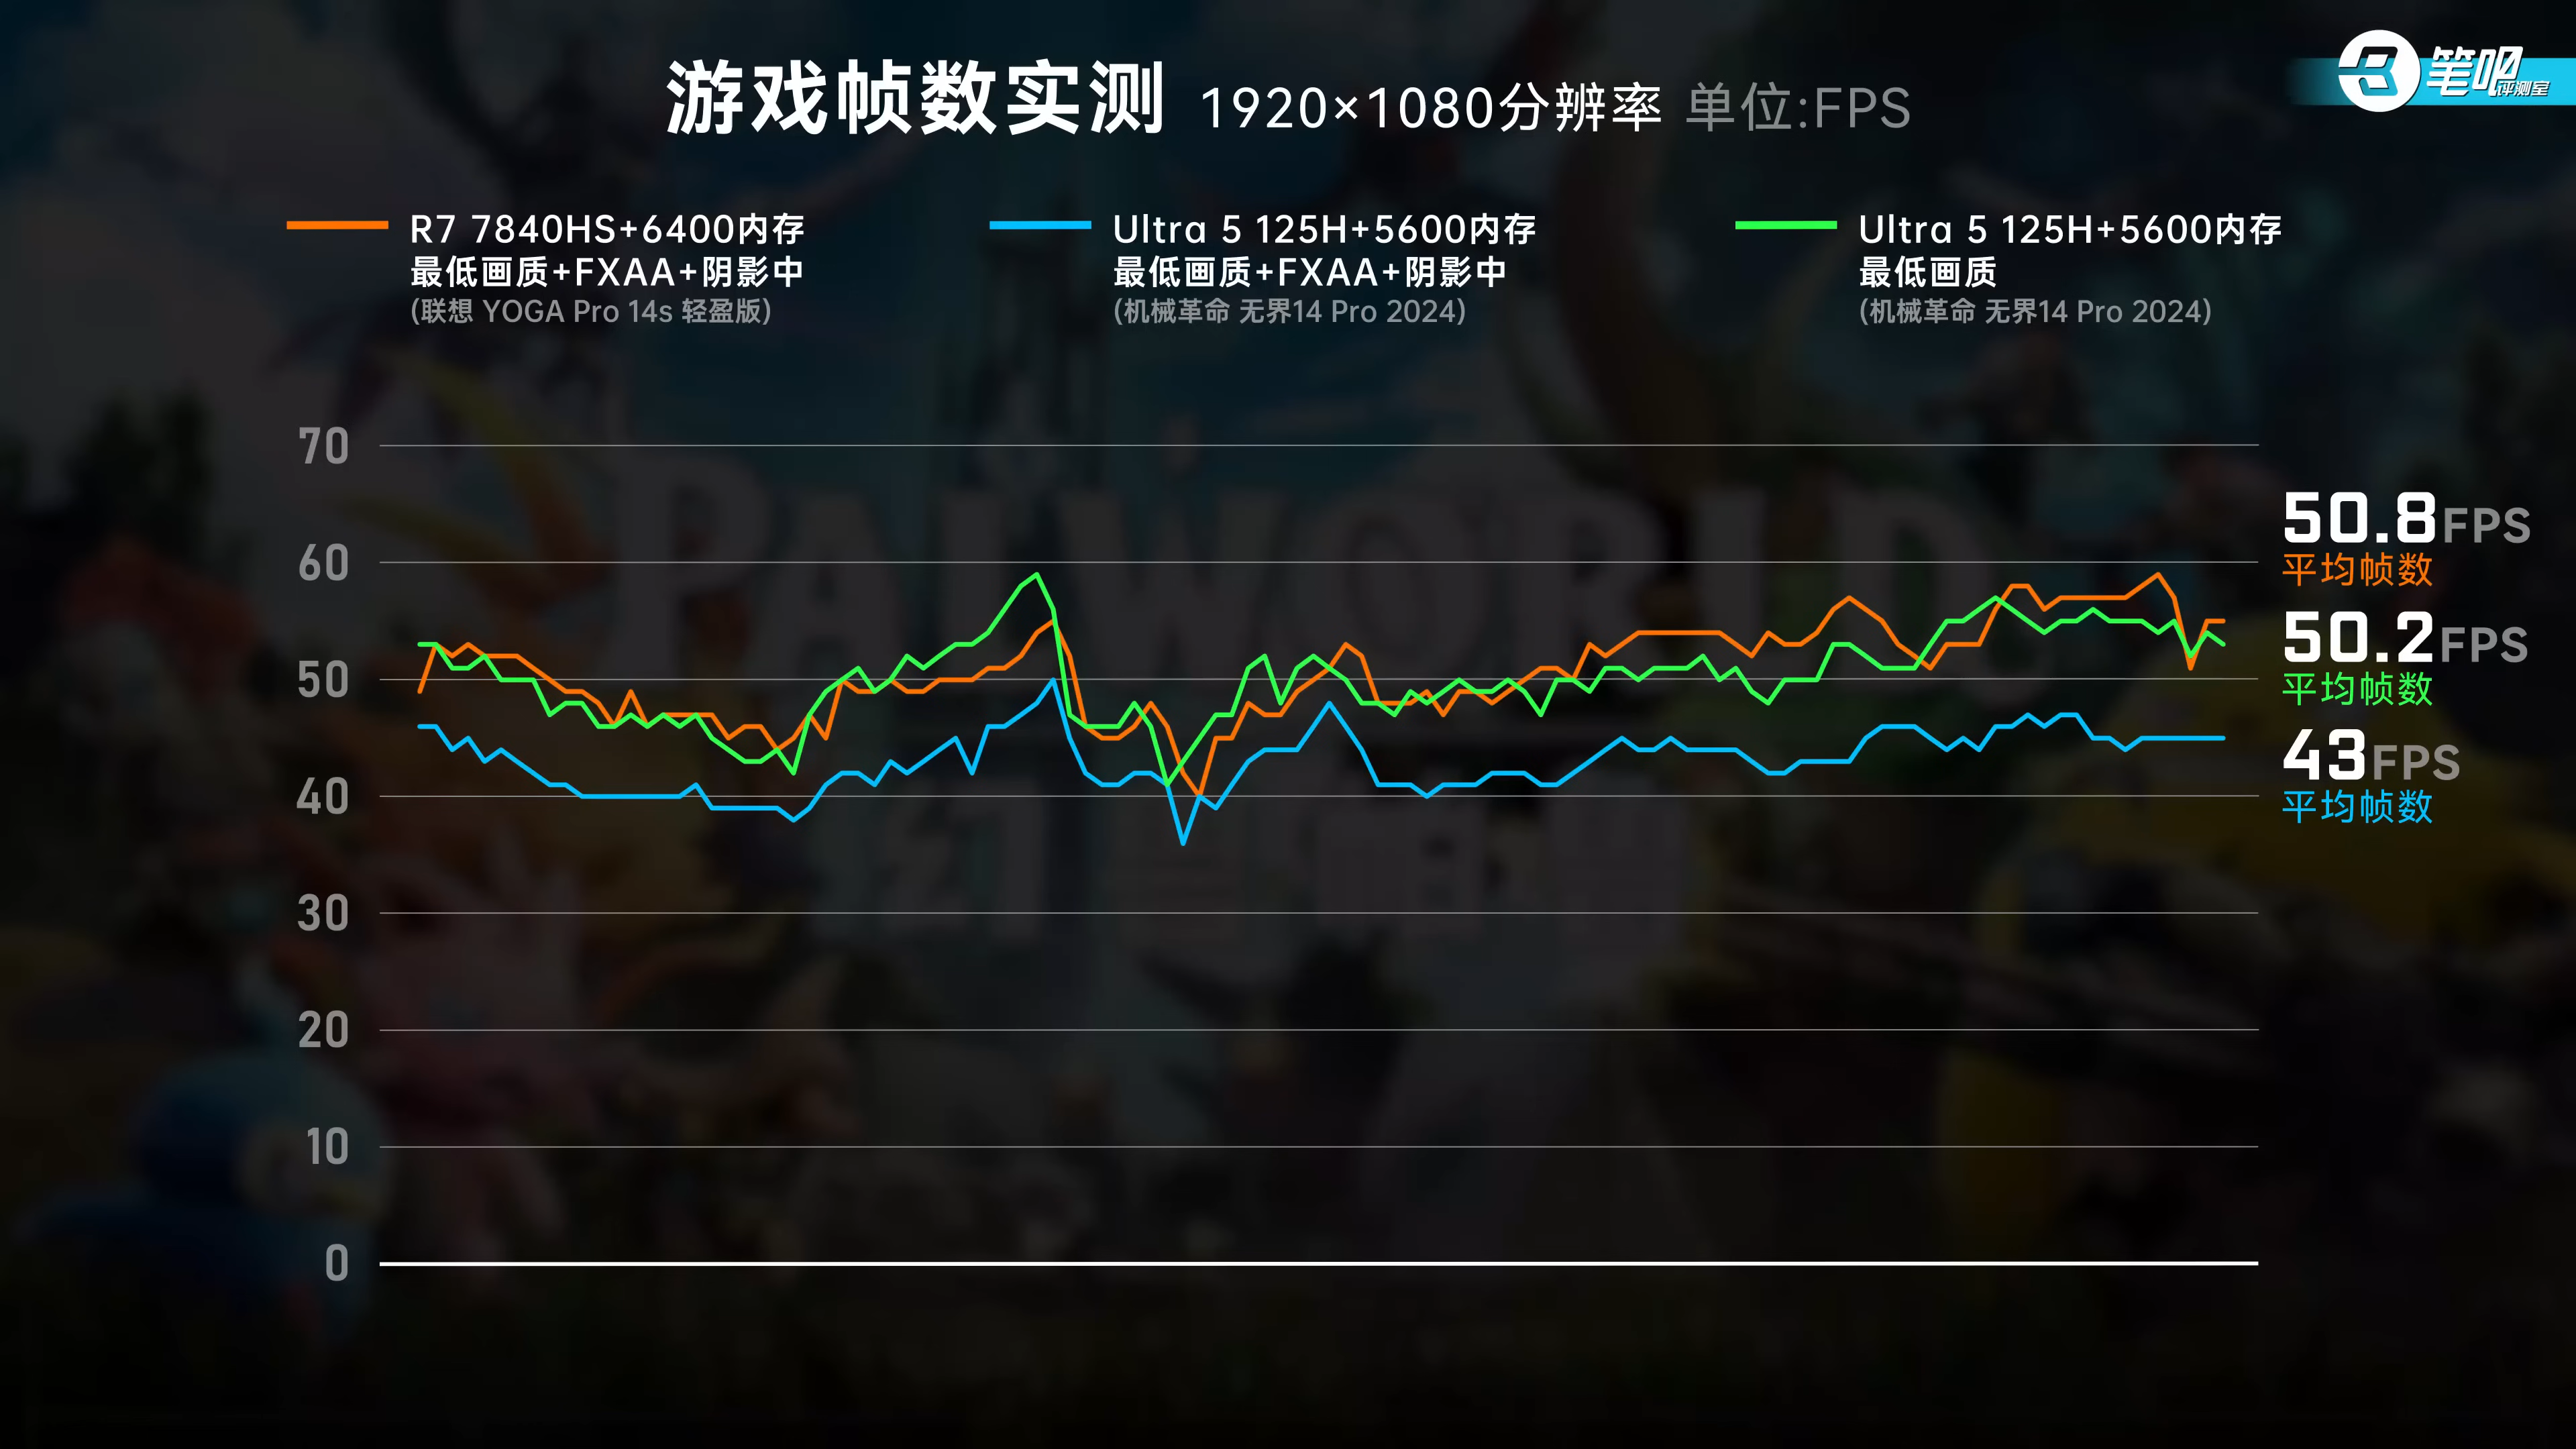 游戏帧数实测 1920×1080分辨率 单位:FPS
笔吧评测室
R7 7840HS+6400内存
最低画质+FXAA+阴影中
(联想 YOGA Pro 14s 轻盈版)
Ultra 5 125H+5600内存
最低画质+FXAA+阴影中
(机械革命 无界14 Pro 2024)
Ultra 5 125H+5600内存
最低画质
(机械革命 无界14 Pro 2024)
70
60
50
40
30
20
10
0
50.8FPS
平均帧数
50.2FPS
平均帧数
43FPS
平均帧数
PALWORLD